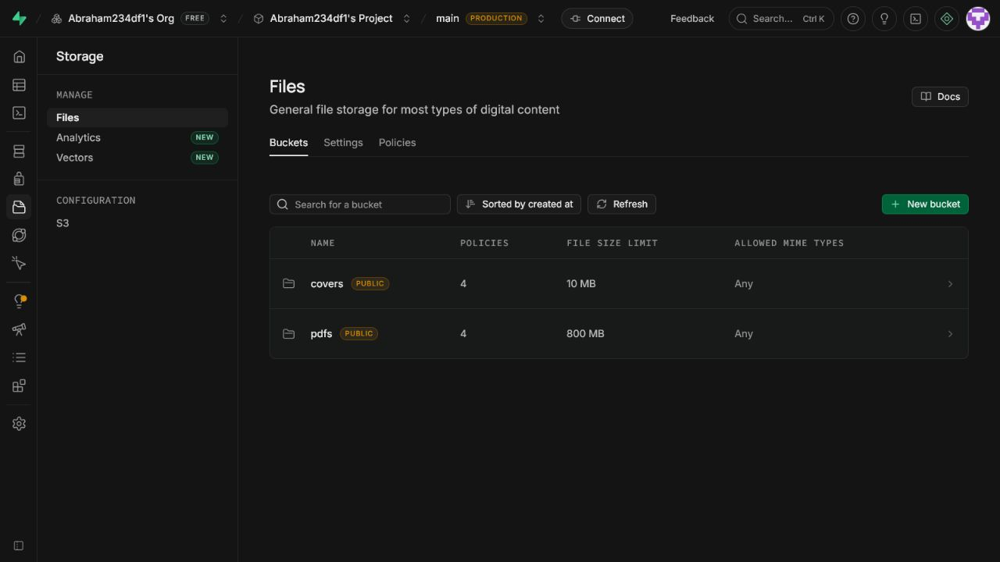 Abraham234df1's Org FREE Abraham234df1's Project main PRODUCTION Connect Feedback Search... Ctrl K
Storage
MANAGE
Files
Analytics NEW
Vectors NEW
CONFIGURATION
S3
Files
General file storage for most types of digital content
Docs
Buckets Settings Policies
Search for a bucket Sorted by created at Refresh New bucket
NAME POLICIES FILE SIZE LIMIT ALLOWED MIME TYPES
covers PUBLIC 4 10 MB Any
pdfs PUBLIC 4 800 MB Any